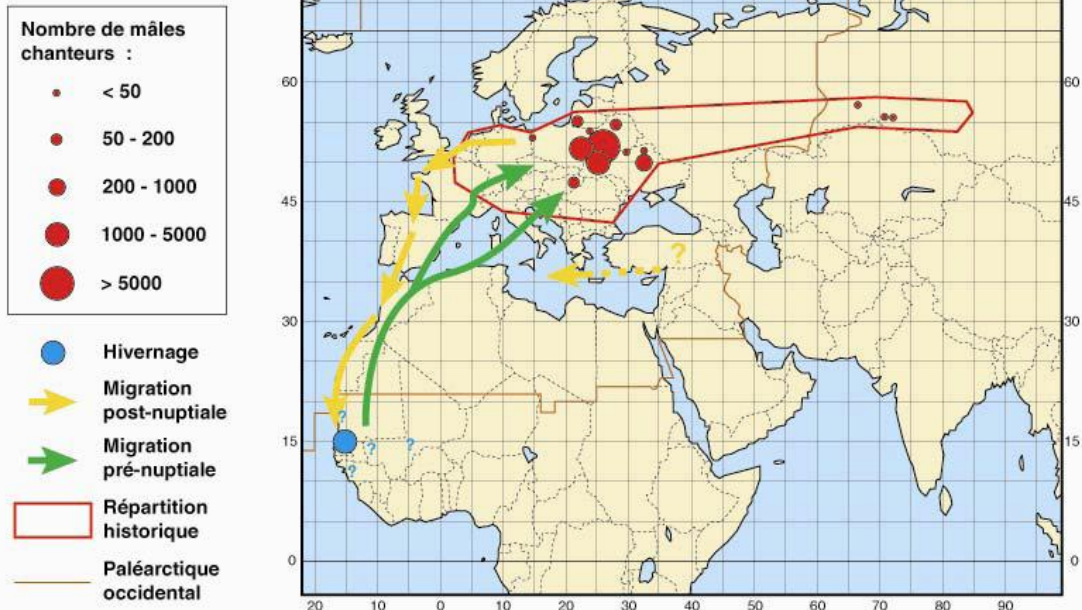 Nombre de mâles
chanteurs :
< 50
50 - 200
200 - 1000
1000 - 5000
> 5000
Hivernage
Migration
post-nuptiale
Migration
pré-nuptiale
Répartition
historique
Paléarctique
occidental
60
60
45
45
?
30
30
?
15
?
?
15
?
0
0
20
10
0
10
20
30
40
50
60
70
80
90